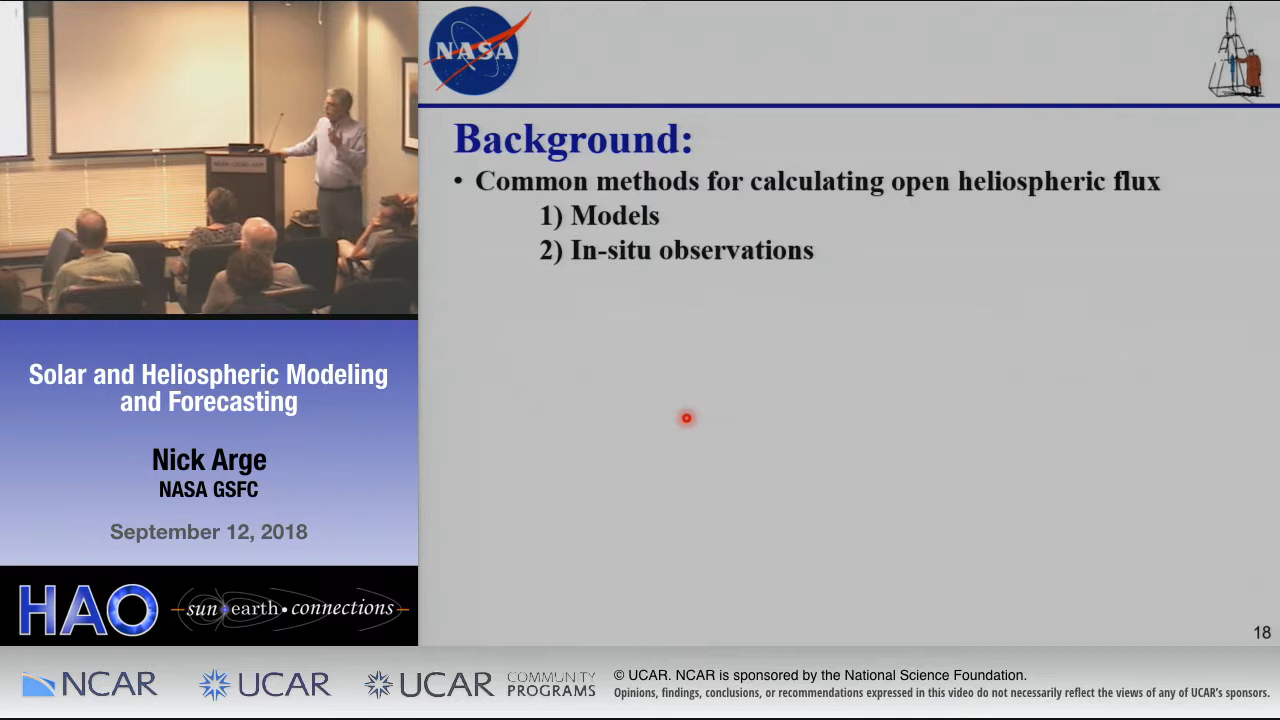 NASA
Background:
• Common methods for calculating open heliospheric flux
1) Models
2) In-situ observations
18
Solar and Heliospheric Modeling
and Forecasting
Nick Arge
NASA GSFC
September 12, 2018
HAO
sun earth • connections
NCAR
UCAR
UCAR
COMMUNITY
PROGRAMS
© UCAR. NCAR is sponsored by the National Science Foundation.
Opinions, findings, conclusions, or recommendations expressed in this video do not necessarily reflect the views of any of UCAR's sponsors.